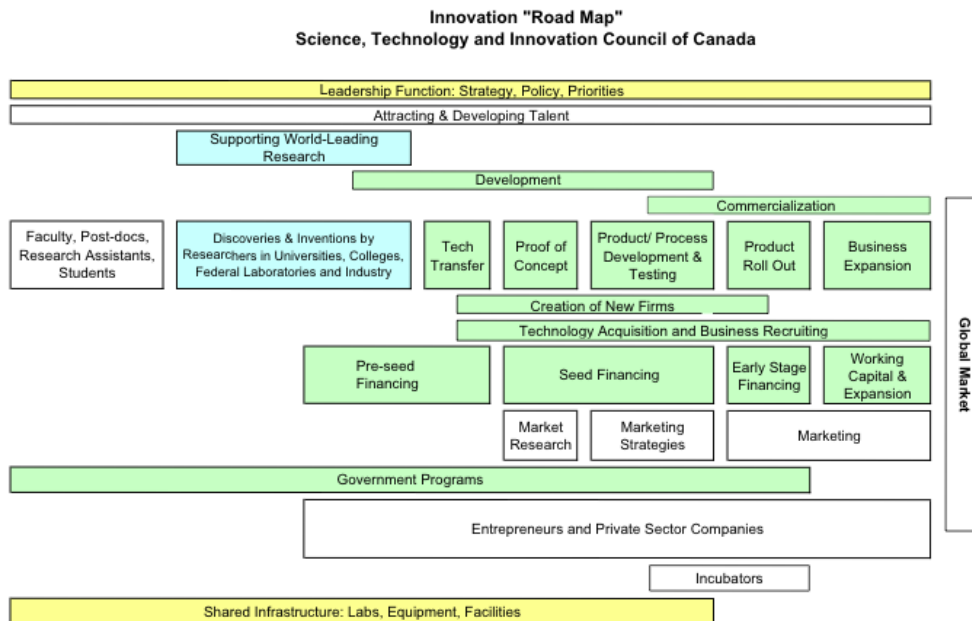 Innovation "Road Map"
Science, Technology and Innovation Council of Canada
Leadership Function: Strategy, Policy, Priorities
Attracting & Developing Talent
Supporting World-Leading
Research
Development
Commercialization
Faculty, Post-docs,
Research Assistants,
Students
Discoveries & Inventions by
Researchers in Universities, Colleges,
Federal Laboratories and Industry
Tech
Transfer
Proof of
Concept
Product/ Process
Development &
Testing
Product
Roll Out
Business
Expansion
Creation of New Firms
Technology Acquisition and Business Recruiting
Pre-seed
Financing
Seed Financing
Early Stage
Financing
Working
Capital &
Expansion
Market
Research
Marketing
Strategies
Marketing
Global Market
Government Programs
Entrepreneurs and Private Sector Companies
Incubators
Shared Infrastructure: Labs, Equipment, Facilities